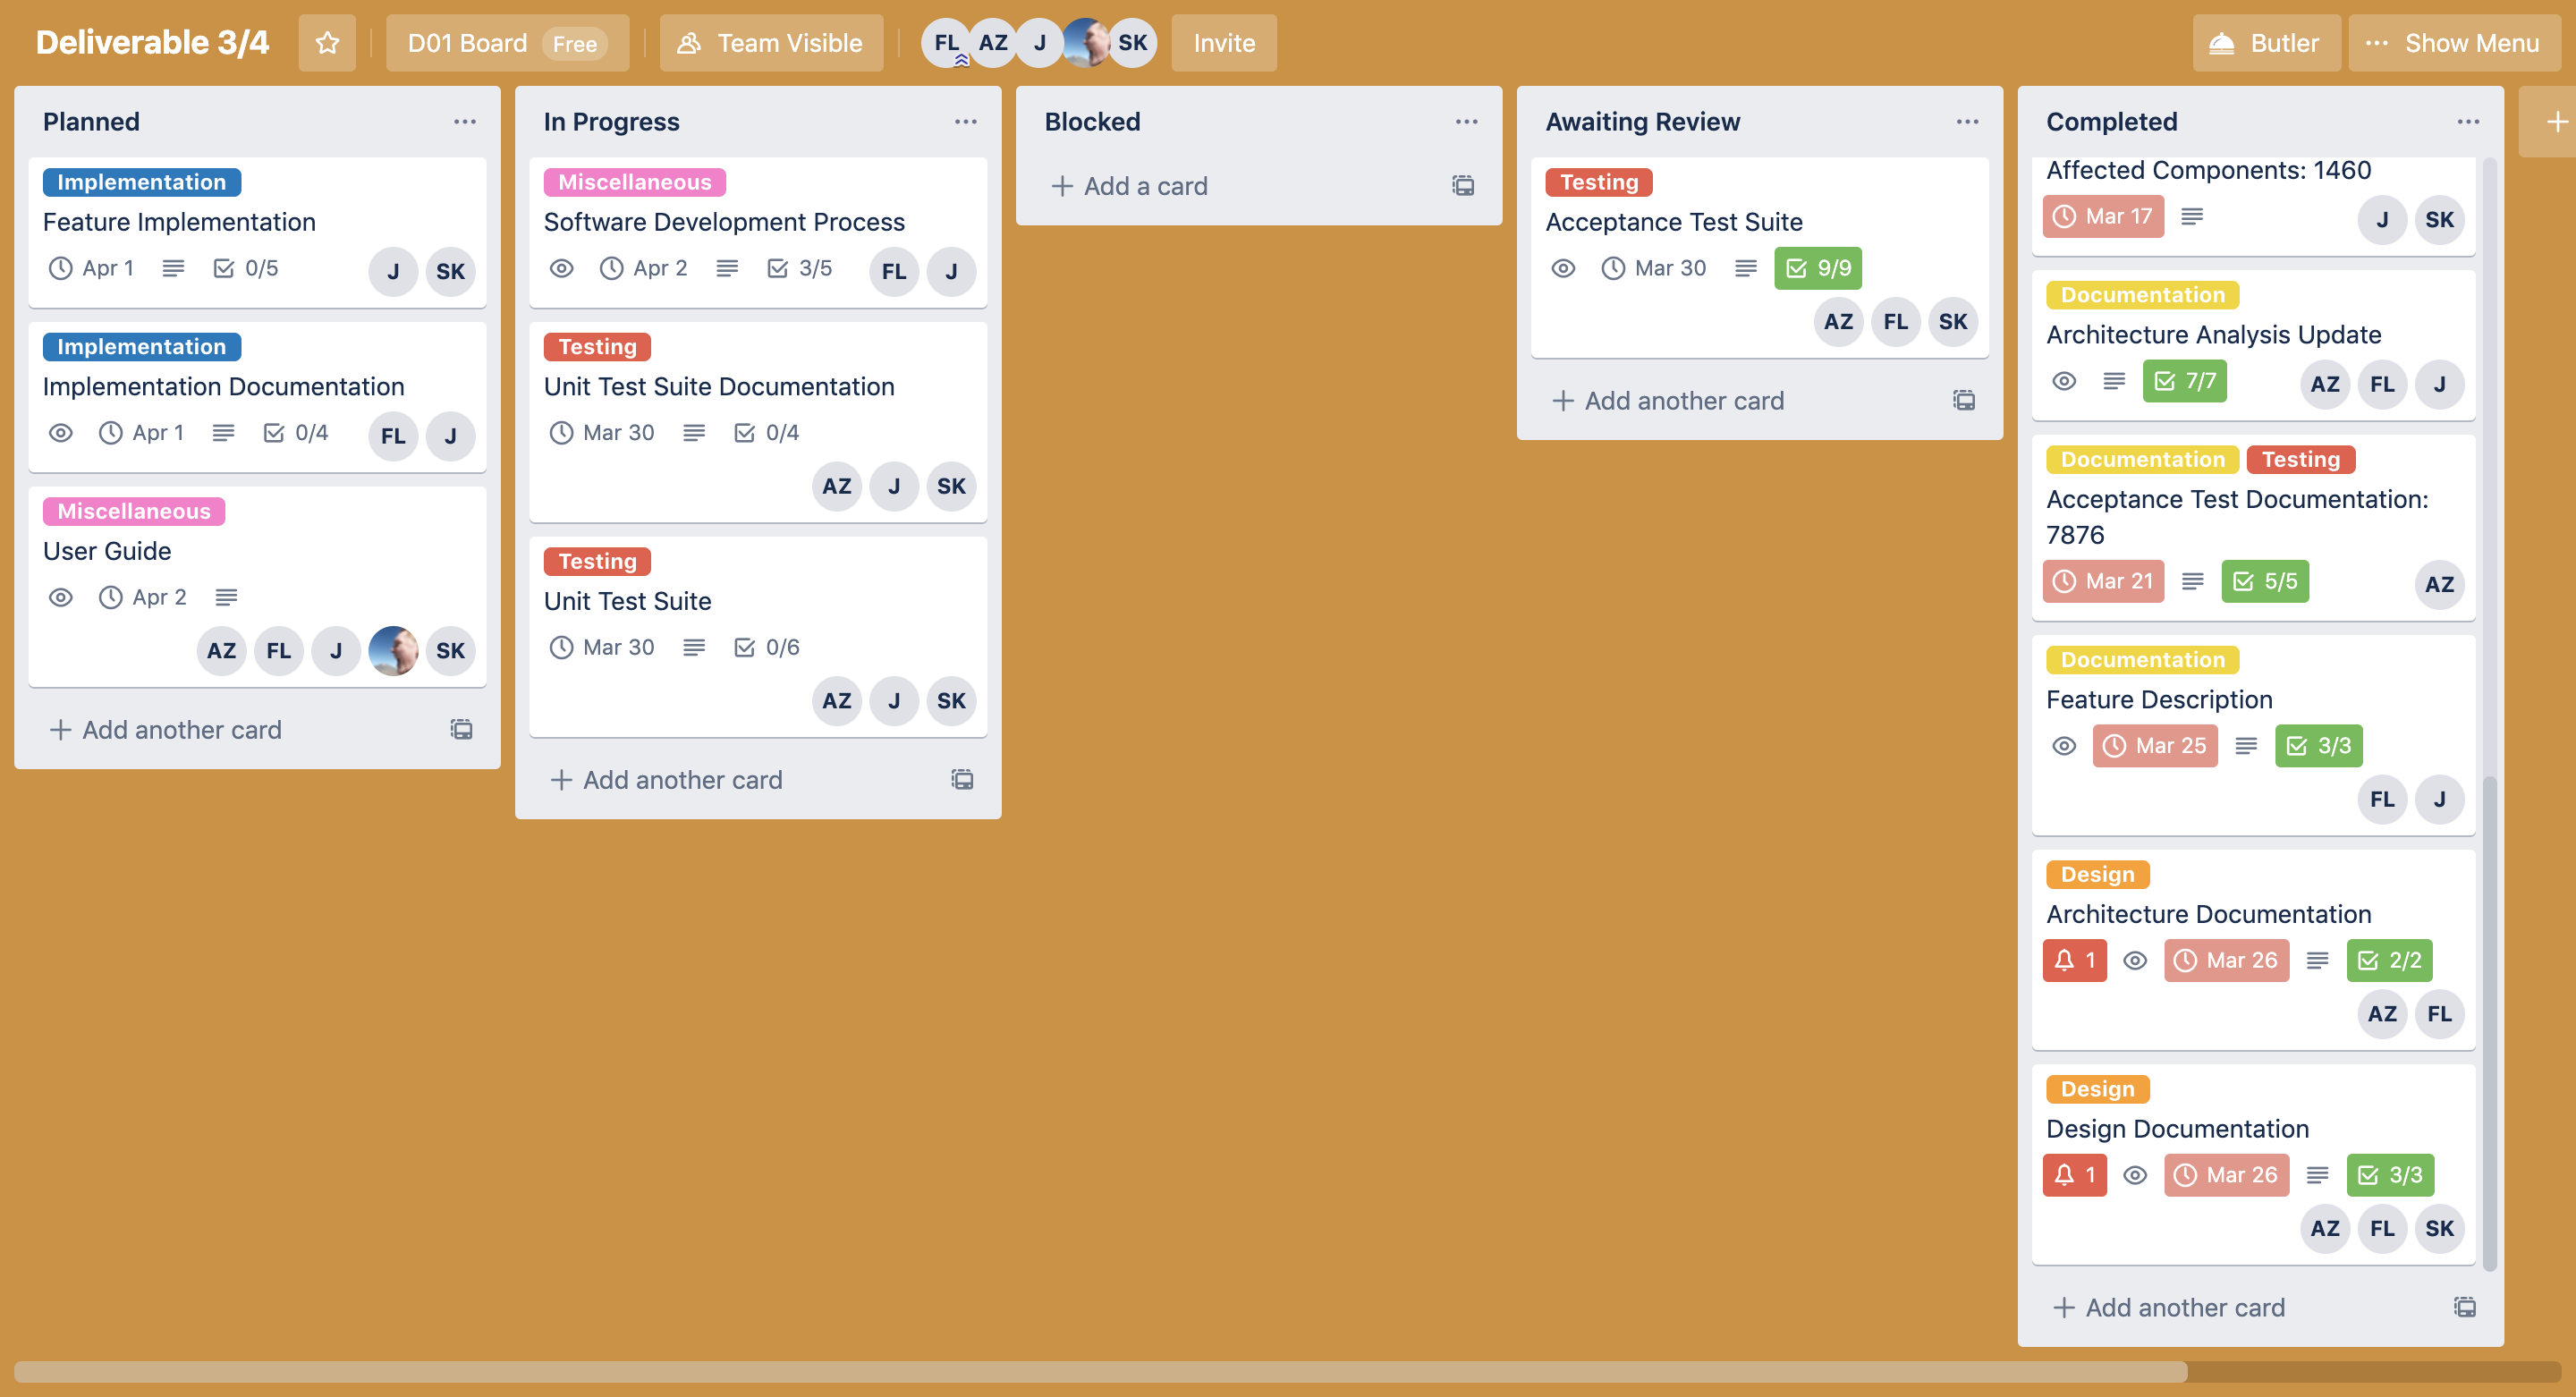 Deliverable 3/4
D01 Board Free
Team Visible
FL AZ J SK
Invite
Butler
Show Menu
Planned
Implementation
Feature Implementation
Apr 1 0/5
J SK
Implementation
Implementation Documentation
Apr 1 0/4
FL J
Miscellaneous
User Guide
Apr 2
AZ FL J SK
Add another card
In Progress
Miscellaneous
Software Development Process
Apr 2 3/5
FL J
Testing
Unit Test Suite Documentation
Mar 30 0/4
AZ J SK
Testing
Unit Test Suite
Mar 30 0/6
AZ J SK
Add another card
Blocked
Add a card
Awaiting Review
Testing
Acceptance Test Suite
Mar 30 9/9
AZ FL SK
Add another card
Completed
Affected Components: 1460
Mar 17
J SK
Documentation
Architecture Analysis Update
7/7
AZ FL J
Documentation Testing
Acceptance Test Documentation:
7876
Mar 21 5/5
AZ
Documentation
Feature Description
Mar 25 3/3
FL J
Design
Architecture Documentation
1 Mar 26 2/2
AZ FL
Design
Design Documentation
1 Mar 26 3/3
AZ FL SK
Add another card